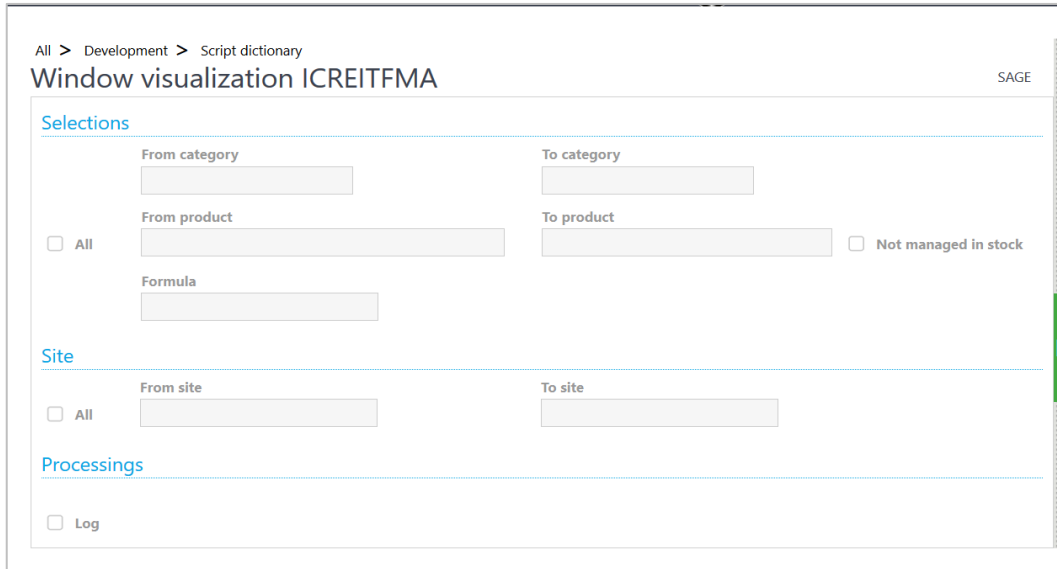 All > Development > Script dictionary
Window visualization ICREITFMA
SAGE
Selections
From category To category
From product To product
All Not managed in stock
Formula
Site
From site To site
All
Processings
Log